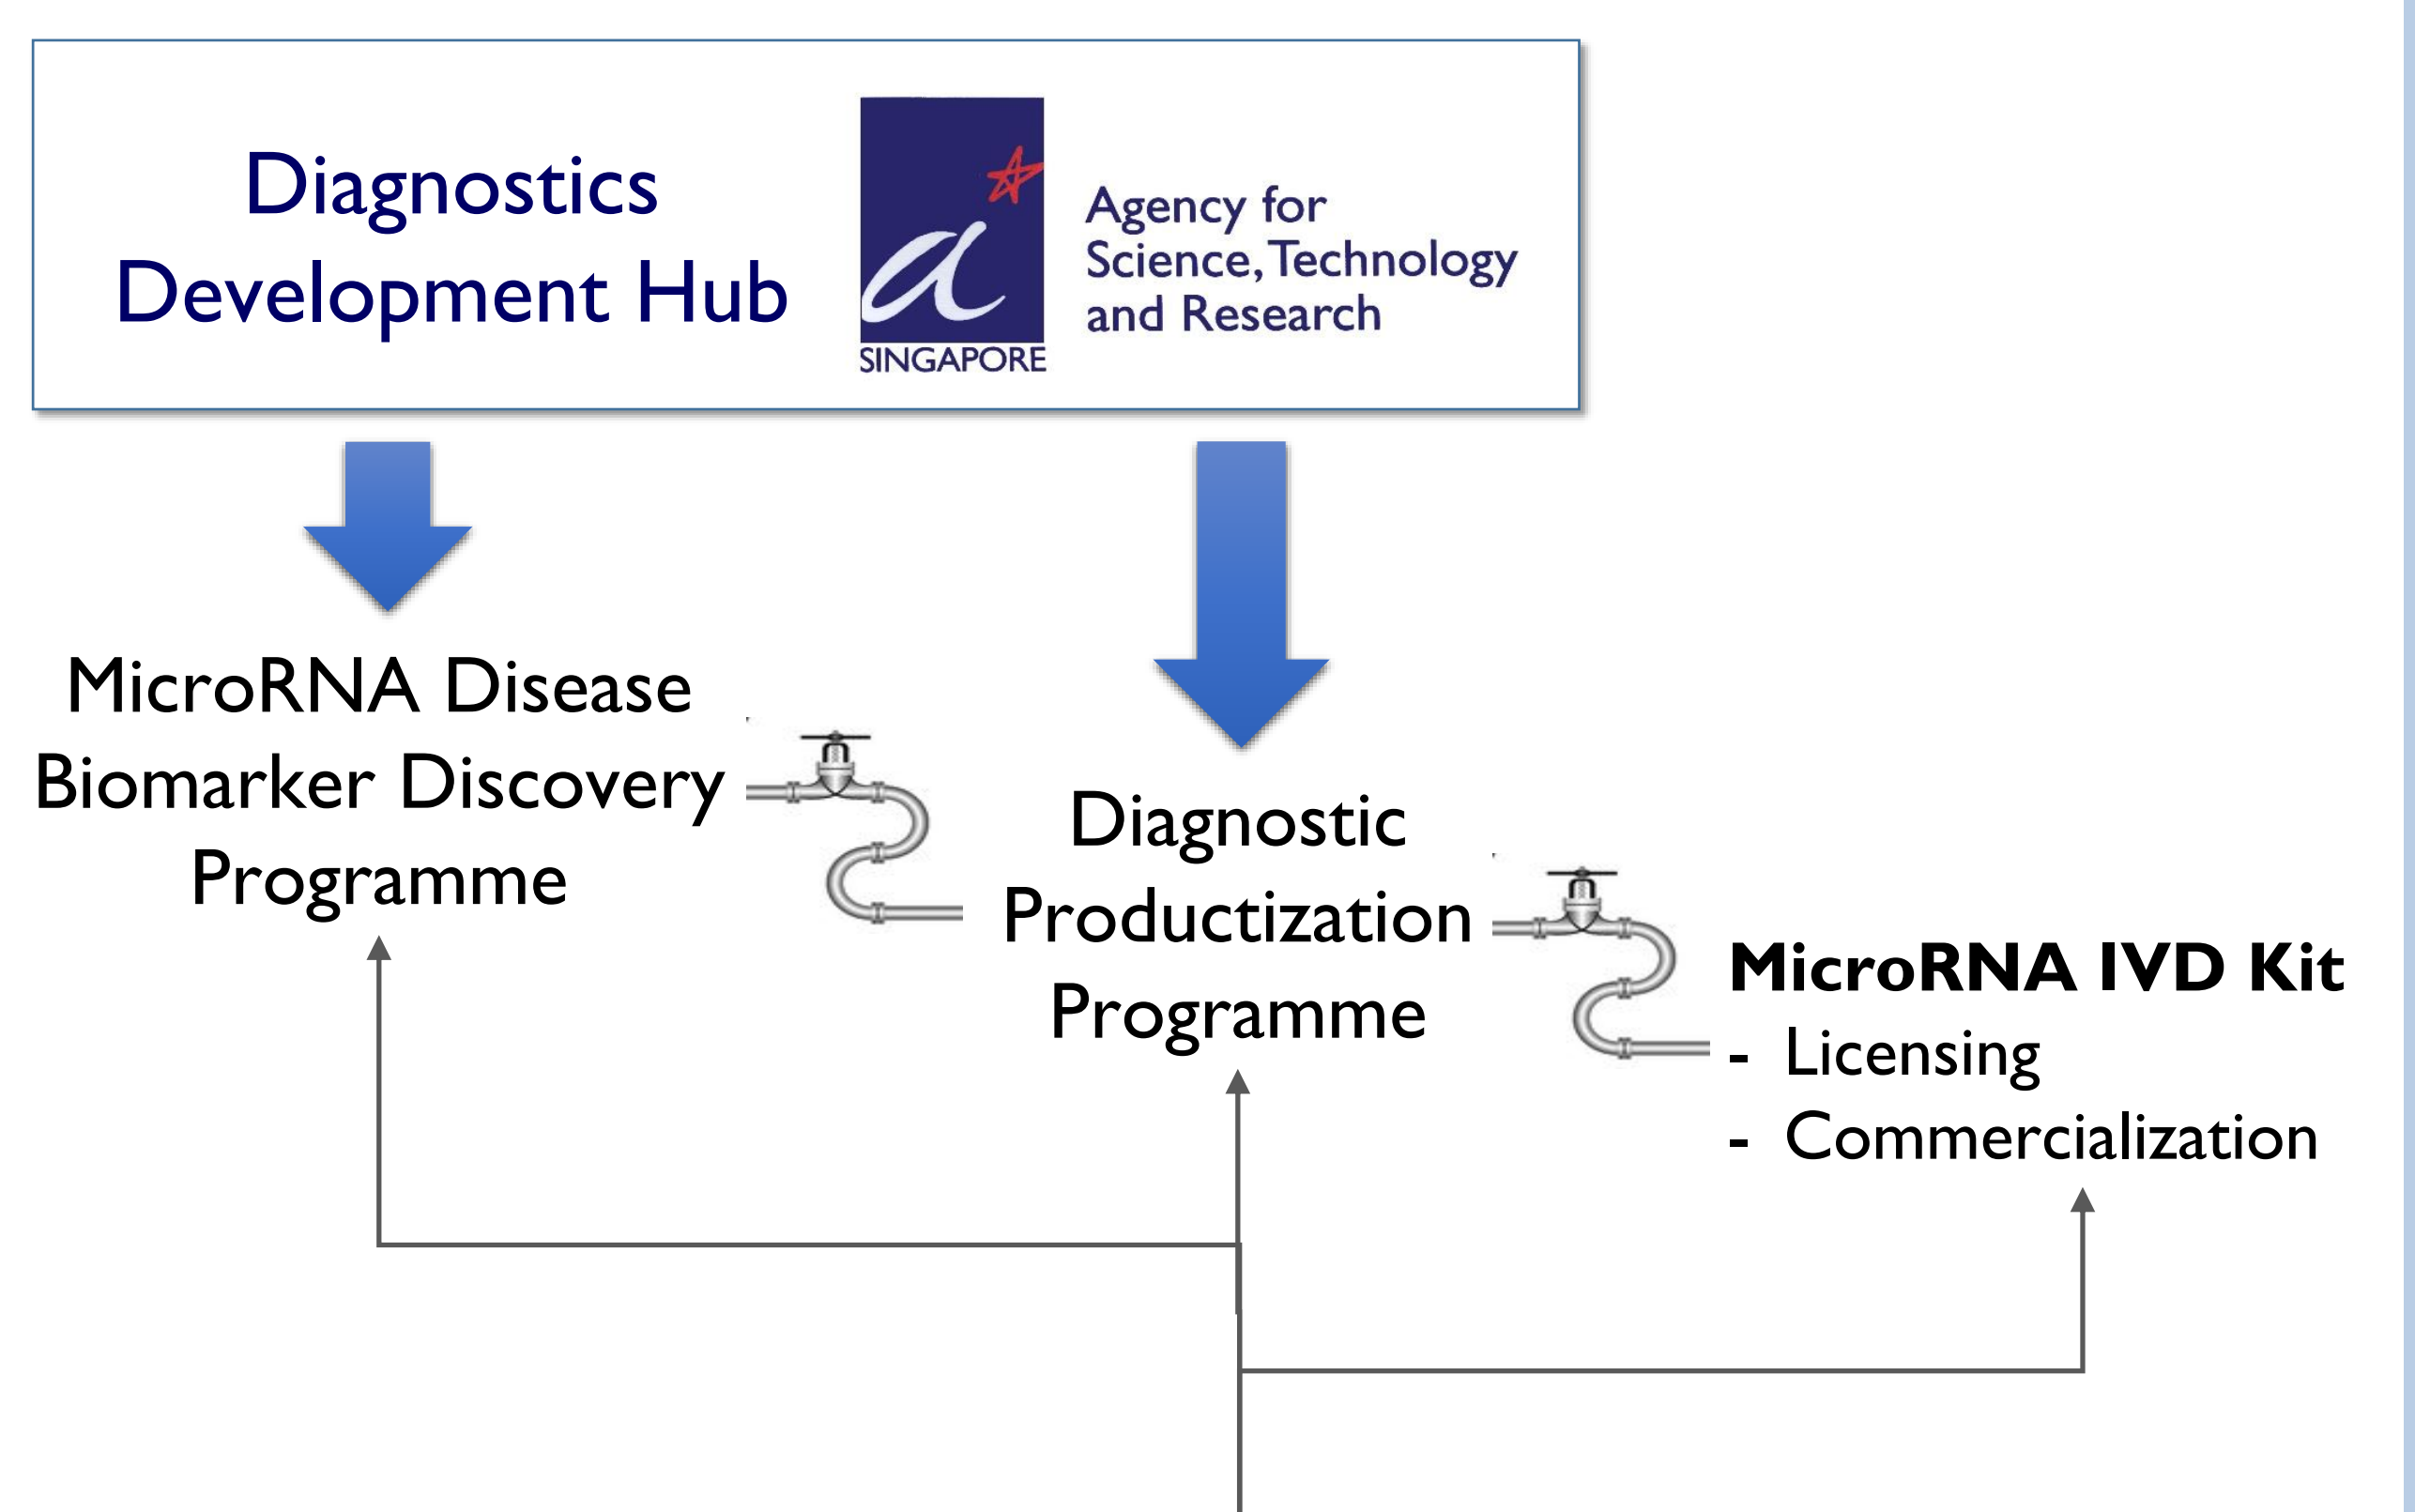 Diagnostics
Development Hub
SINGAPORE
Agency for
Science, Technology
and Research
MicroRNA Disease
Biomarker Discovery
Programme
Diagnostic
Productization
Programme
MicroRNA IVD Kit
- Licensing
- Commercialization